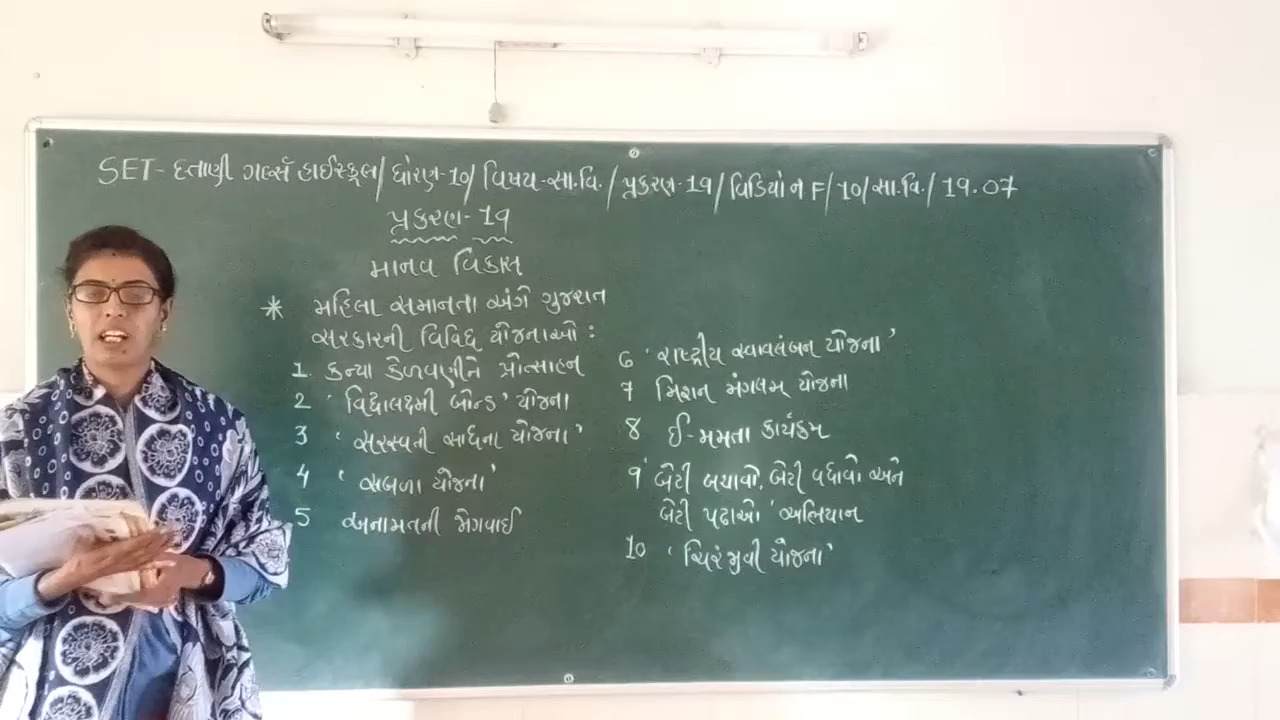 SET- દતાણી ગર્લ્સ હાઈસ્કૂલ/ ધોરણ-10/ વિષય-સા.વિ./ પ્રકરણ-19/ વિડિયો નં F/10/સા.વિ./ 19.07
પ્રકરણ-19
માનવ વિકાસ
* મહિલા સમાનતા અંગે ગુજરાત
સરકારની વિવિધ યોજનાઓ :
1. કન્યા કેળવણીને પ્રોત્સાહન
2 'વિદ્યાલક્ષ્મી બોન્ડ' યોજના
3 'સરસ્વતી સાધના યોજના'
4 'સબળા યોજના'
5 અનામતની જોગવાઈ
6 'રાષ્ટ્રીય સ્વાવલંબન યોજના'
7 મિશન મંગલમ્ યોજના
8 ઈ-મમતા કાર્યક્રમ
9 'બેટી બચાવો, બેટી વધાવો અને
બેટી પઢાઓ' અભિયાન
10 'ચિરંજીવી યોજના'